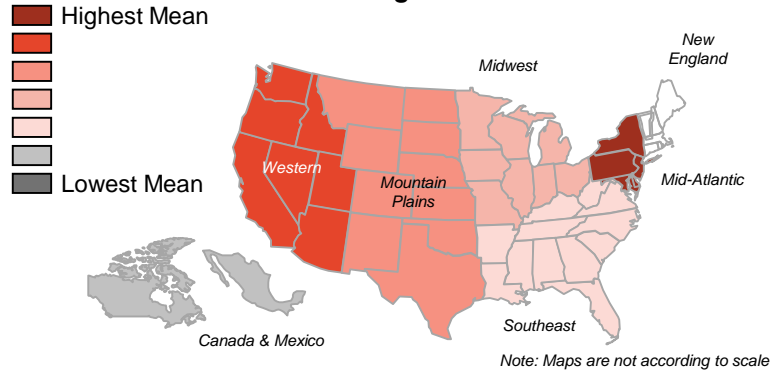 Highest Mean
New
England
Midwest
Western
Mountain
Plains
Mid-Atlantic
Lowest Mean
Southeast
Canada & Mexico
Note: Maps are not according to scale